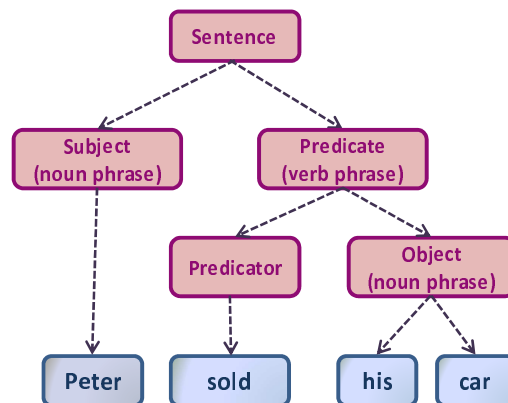 Sentence
Subject
(noun phrase)
Predicate
(verb phrase)
Predicator
Object
(noun phrase)
Peter
sold
his
car